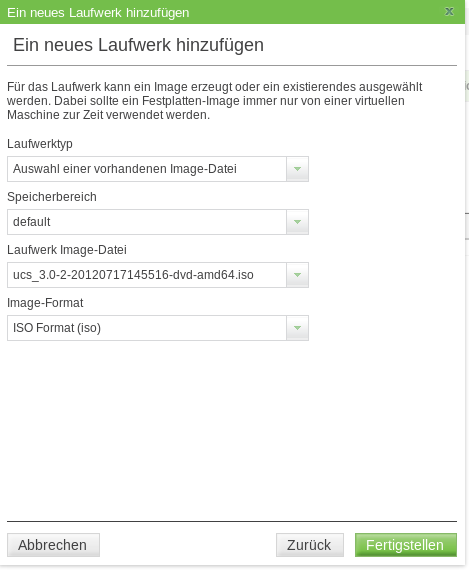 Ein neues Laufwerk hinzufügen
Ein neues Laufwerk hinzufügen
Für das Laufwerk kann ein Image erzeugt oder ein existierendes ausgewählt
werden. Dabei sollte ein Festplatten-Image immer nur von einer virtuellen
Maschine zur Zeit verwendet werden.
Laufwerktyp
Auswahl einer vorhandenen Image-Datei
Speicherbereich
default
Laufwerk Image-Datei
ucs_3.0-2-20120717145516-dvd-amd64.iso
Image-Format
ISO Format (iso)
Abbrechen Zurück Fertigstellen